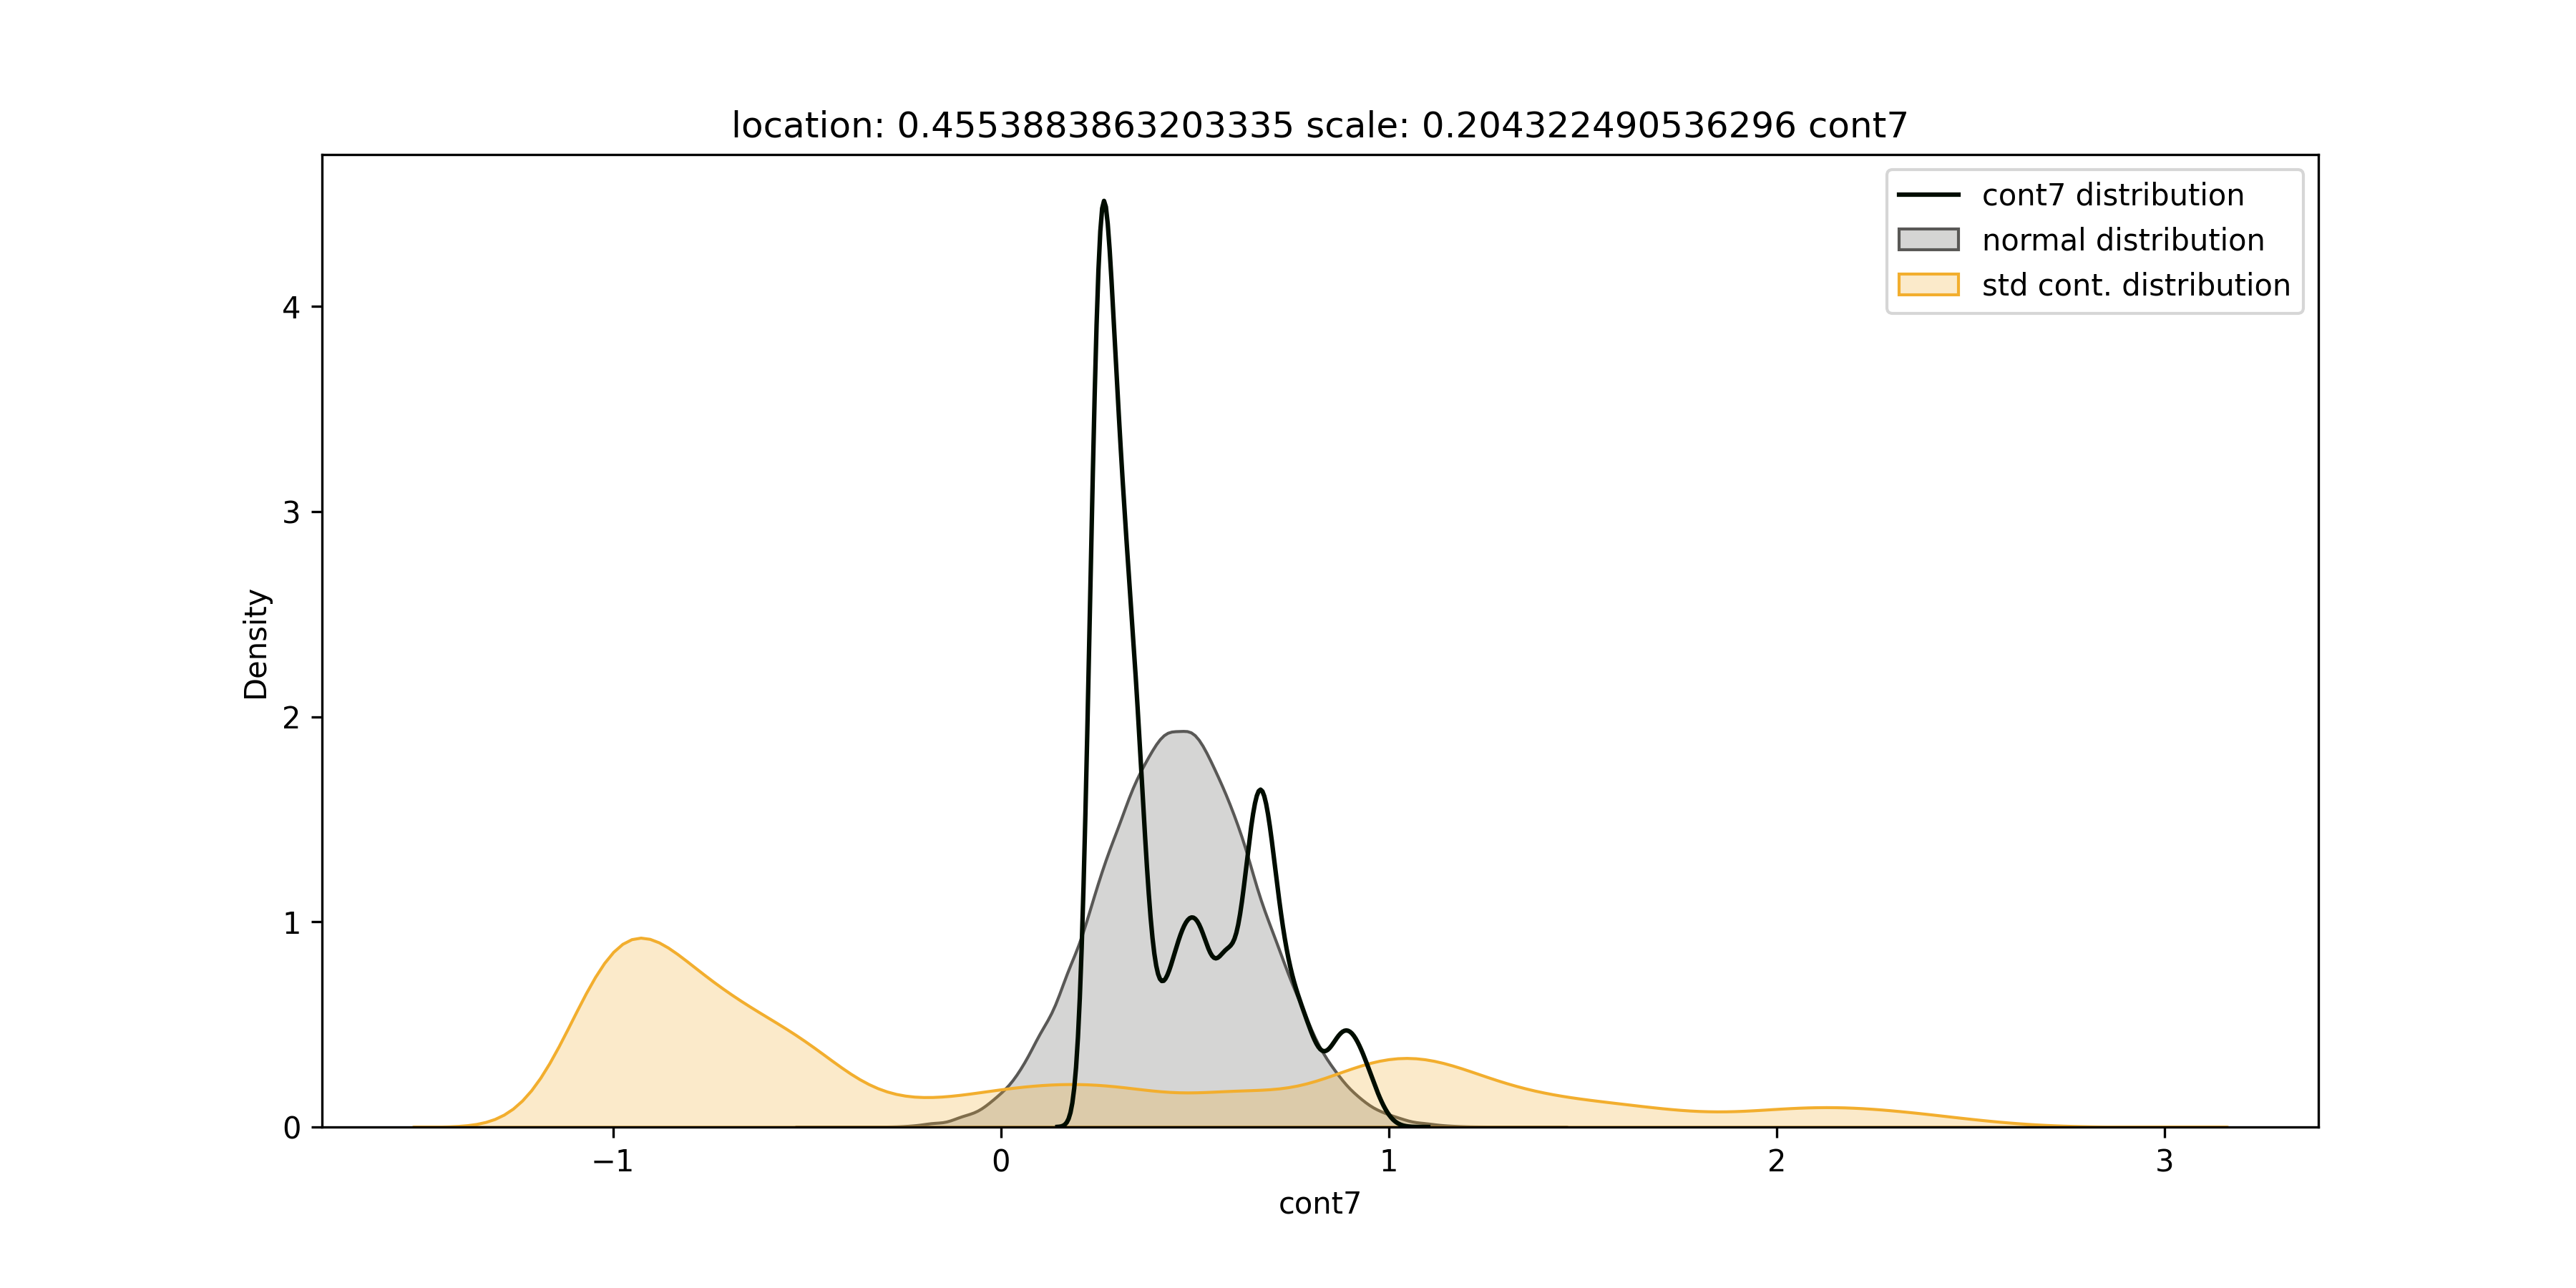 location: 0.4553883863203335 scale: 0.204322490536296 cont7
cont7 distribution
normal distribution
std cont. distribution
Density
4
3
2
1
0
−1
0
1
2
3
cont7